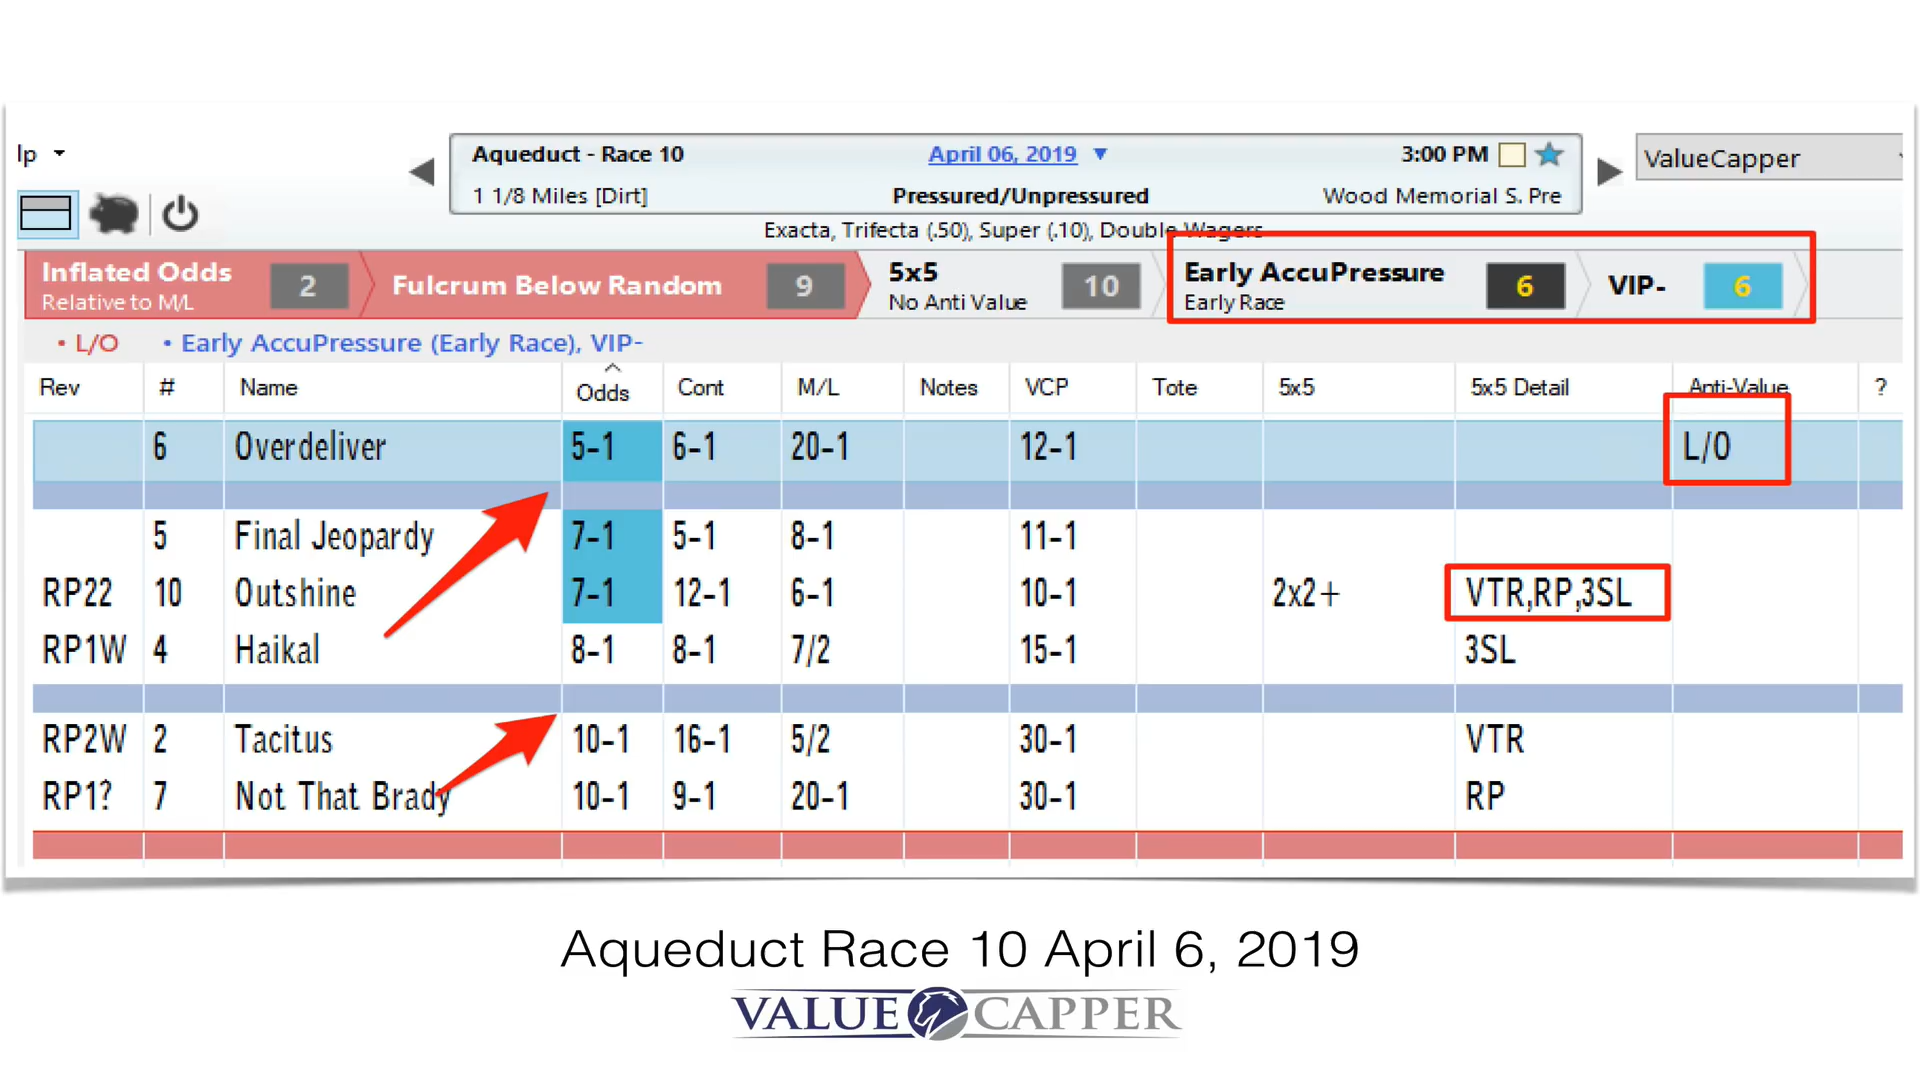 lp
Aqueduct - Race 10 April 06, 2019 3:00 PM
1 1/8 Miles [Dirt] Pressured/Unpressured Wood Memorial S. Pre
ValueCapper
Exacta, Trifecta (.50), Super (.10), Double Wagers
Inflated Odds
Relative to M/L
2
Fulcrum Below Random 9
5x5
No Anti Value
10
Early AccuPressure
Early Race
6
VIP- 6
• L/O • Early AccuPressure (Early Race), VIP-
Rev # Name Odds Cont M/L Notes VCP Tote 5x5 5x5 Detail Anti-Value ?
6 Overdeliver 5-1 6-1 20-1 12-1 L/O
5 Final Jeopardy 7-1 5-1 8-1 11-1
RP22 10 Outshine 7-1 12-1 6-1 10-1 2x2+ VTR,RP,3SL
RP1W 4 Haikal 8-1 8-1 7/2 15-1 3SL
RP2W 2 Tacitus 10-1 16-1 5/2 30-1 VTR
RP1? 7 Not That Brady 10-1 9-1 20-1 30-1 RP
Aqueduct Race 10 April 6, 2019
VALUE CAPPER